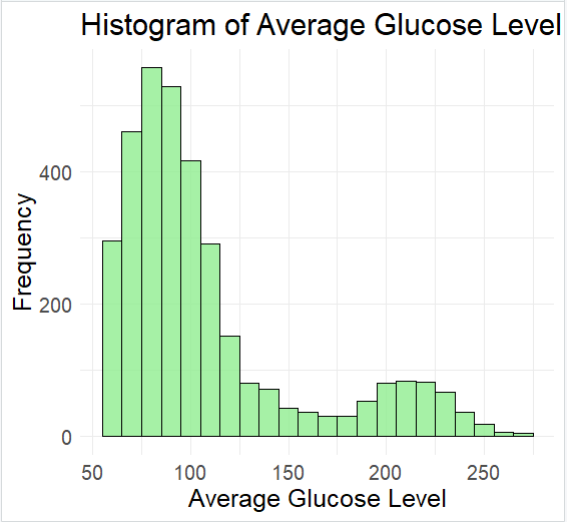 Histogram of Average Glucose Level
Frequency
400
200
0
50 100 150 200 250
Average Glucose Level